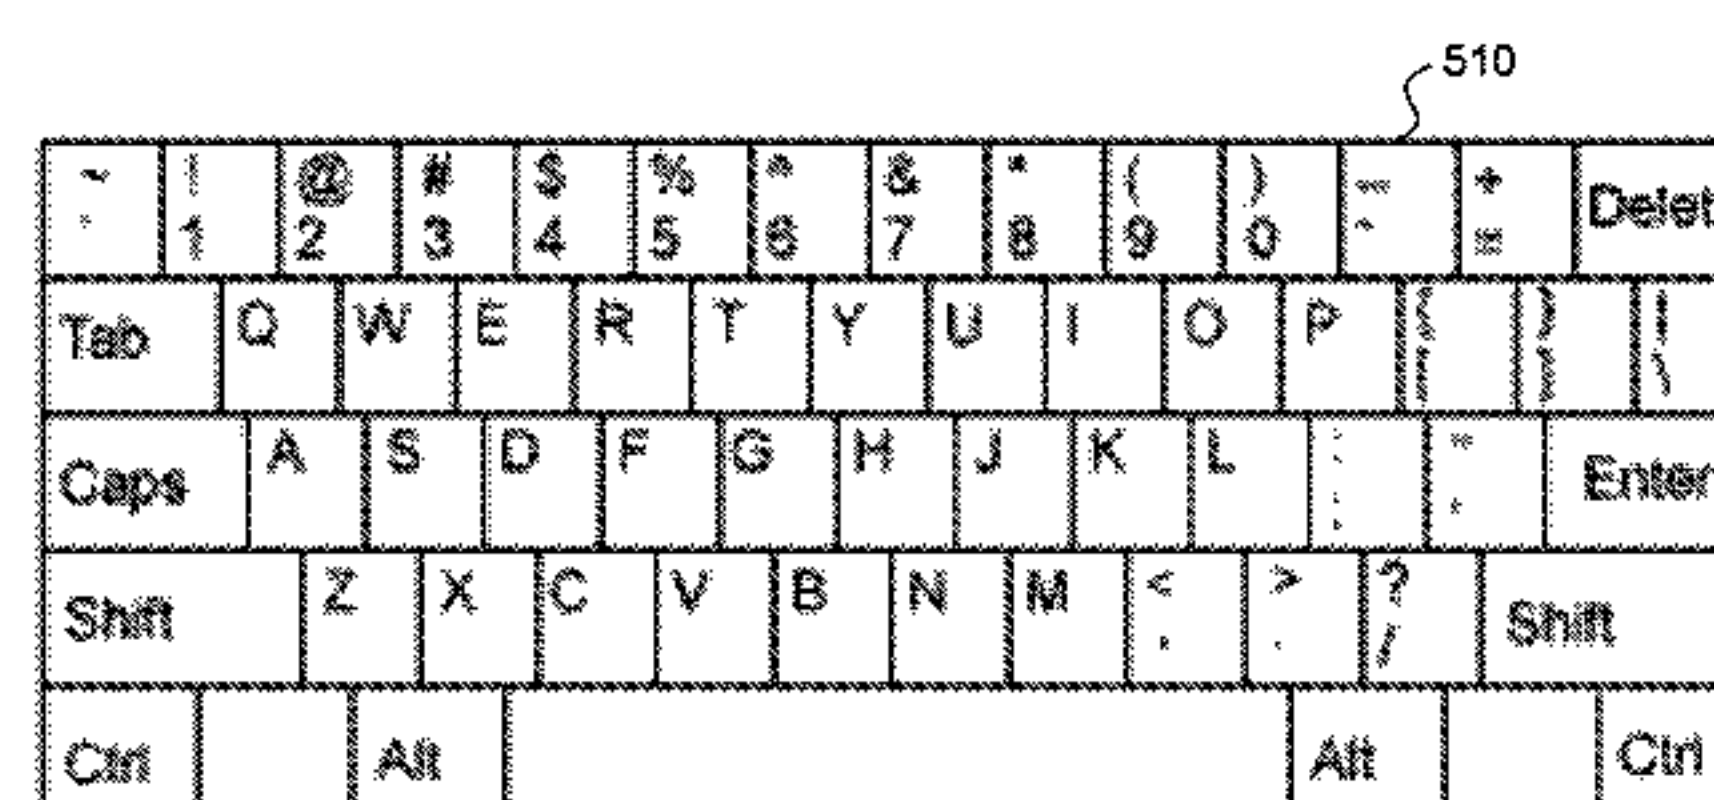 510
~ ! @ # $ % ^ & * ( ) _ +
` 1 2 3 4 5 6 7 8 9 0 - = Delet
Tab Q W E R T Y U I O P { } |
[ ] \
Caps A S D F G H J K L : " Enter
; '
Shift Z X C V B N M < > ? Shift
, . /
Ctrl Alt Alt Ctrl